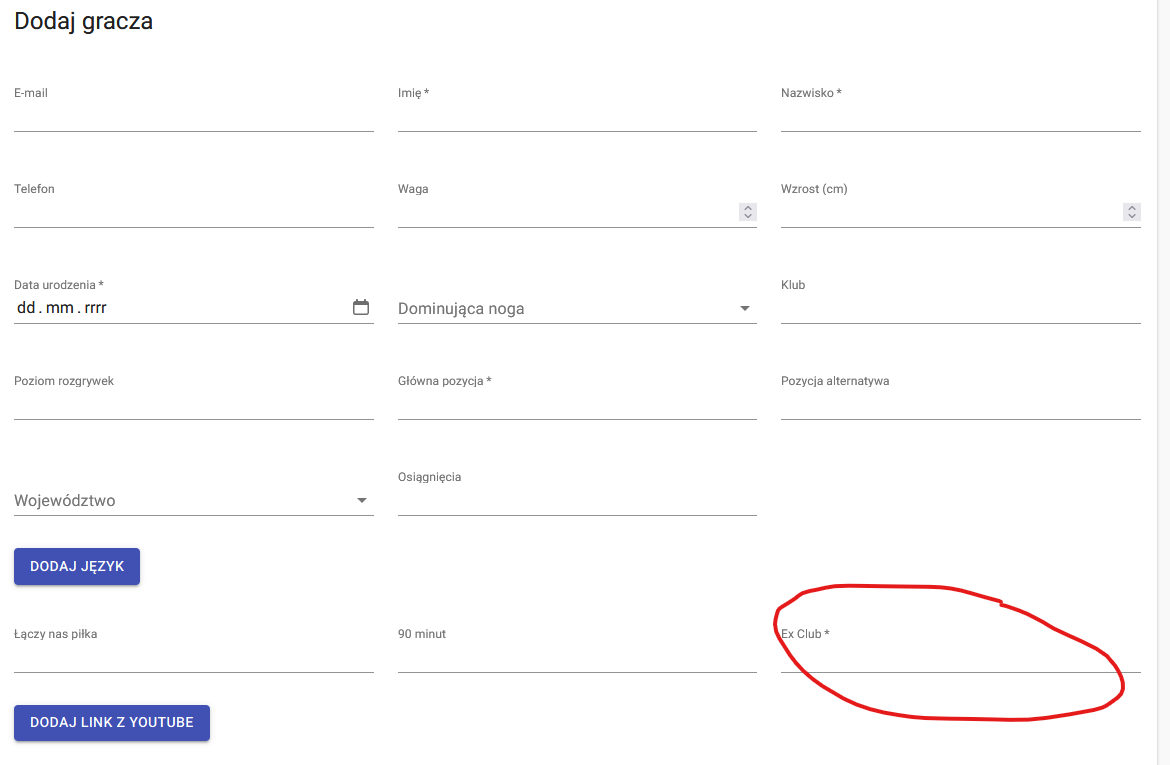 Dodaj gracza
E-mail
Imię *
Nazwisko *
Telefon
Waga
Wzrost (cm)
Data urodzenia *
dd . mm . rrrr
Dominująca noga
Klub
Poziom rozgrywek
Główna pozycja *
Pozycja alternatywa
Województwo
Osiągnięcia
DODAJ JĘZYK
Łączy nas piłka
90 minut
Ex Club *
DODAJ LINK Z YOUTUBE